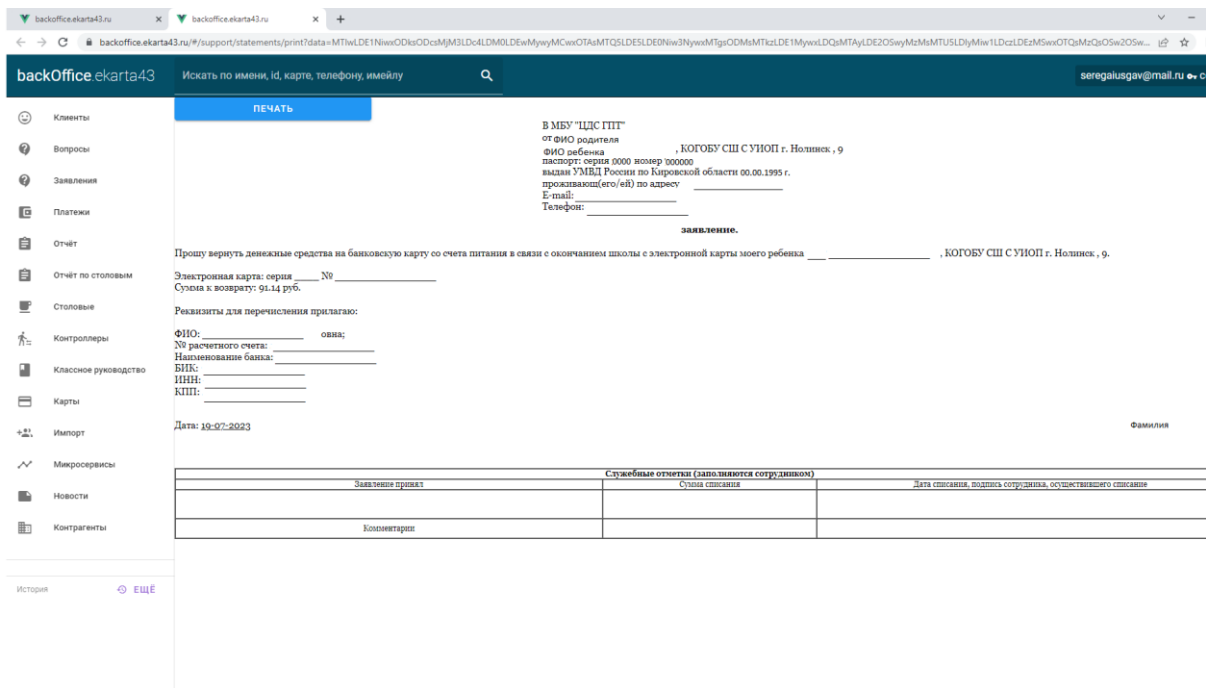 backoffice.ekarta43.ru
backoffice.ekarta43.ru
backOffice.ekarta43
Искать по имени, id, карте, телефону, имейлу
seregaiusgav@mail.ru
ПЕЧАТЬ
Клиенты
Вопросы
Заявления
Платежи
Отчёт
Отчёт по столовым
Столовые
Контроллеры
Классное руководство
Карты
Импорт
Микросервисы
Новости
Контрагенты
История ЕЩЁ
В МБУ "ЦДС ГПТ"
от ФИО родителя
ФИО ребенка , КОГОБУ СШ С УИОП г. Нолинск , 9
паспорт: серия 0000 номер 000000
выдан УМВД России по Кировской области 00.00.1995 г.
проживающ(его/ей) по адресу
E-mail:
Телефон:
заявление.
Прошу вернуть денежные средства на банковскую карту со счета питания в связи с окончанием школы с электронной карты моего ребенка , КОГОБУ СШ С УИОП г. Нолинск , 9.
Электронная карта: серия № 
Сумма к возврату: 91.14 руб.
Реквизиты для перечисления прилагаю:
ФИО: овна;
№ расчетного счета:
Наименование банка:
БИК:
ИНН:
КПП:
Дата: 19-07-2023 Фамилия
Служебные отметки (заполняются сотрудником)
Заявление принял Сумма списания Дата списания, подпись сотрудника, осуществившего списание
Комментарии